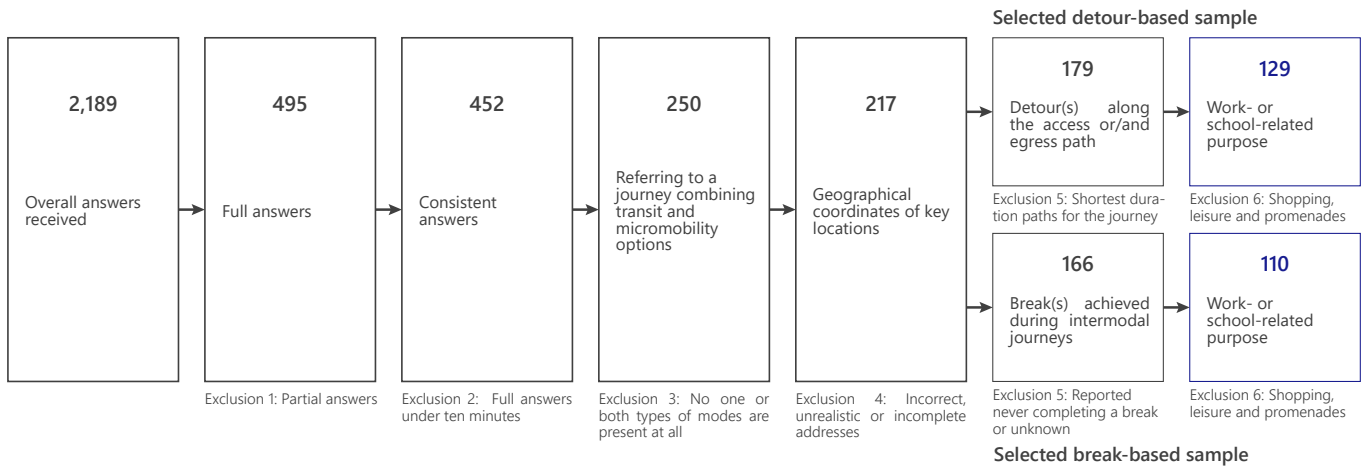 Selected detour-based sample
2,189
Overall answers
received
495
Full answers
Exclusion 1: Partial answers
452
Consistent
answers
Exclusion 2: Full answers
under ten minutes
250
Referring to a
journey combining
transit and
micromobility
options
Exclusion 3: No one or
both types of modes are
present at all
217
Geographical
coordinates of key
locations
Exclusion 4: Incorrect,
unrealistic or incomplete
addresses
179
Detour(s) along
the access or/and
egress path
Exclusion 5: Shortest dura-
tion paths for the journey
129
Work- or
school-related
purpose
Exclusion 6: Shopping,
leisure and promenades
166
Break(s) achieved
during intermodal
journeys
Exclusion 5: Reported
never completing a break
or unknown
110
Work- or
school-related
purpose
Exclusion 6: Shopping,
leisure and promenades
Selected break-based sample